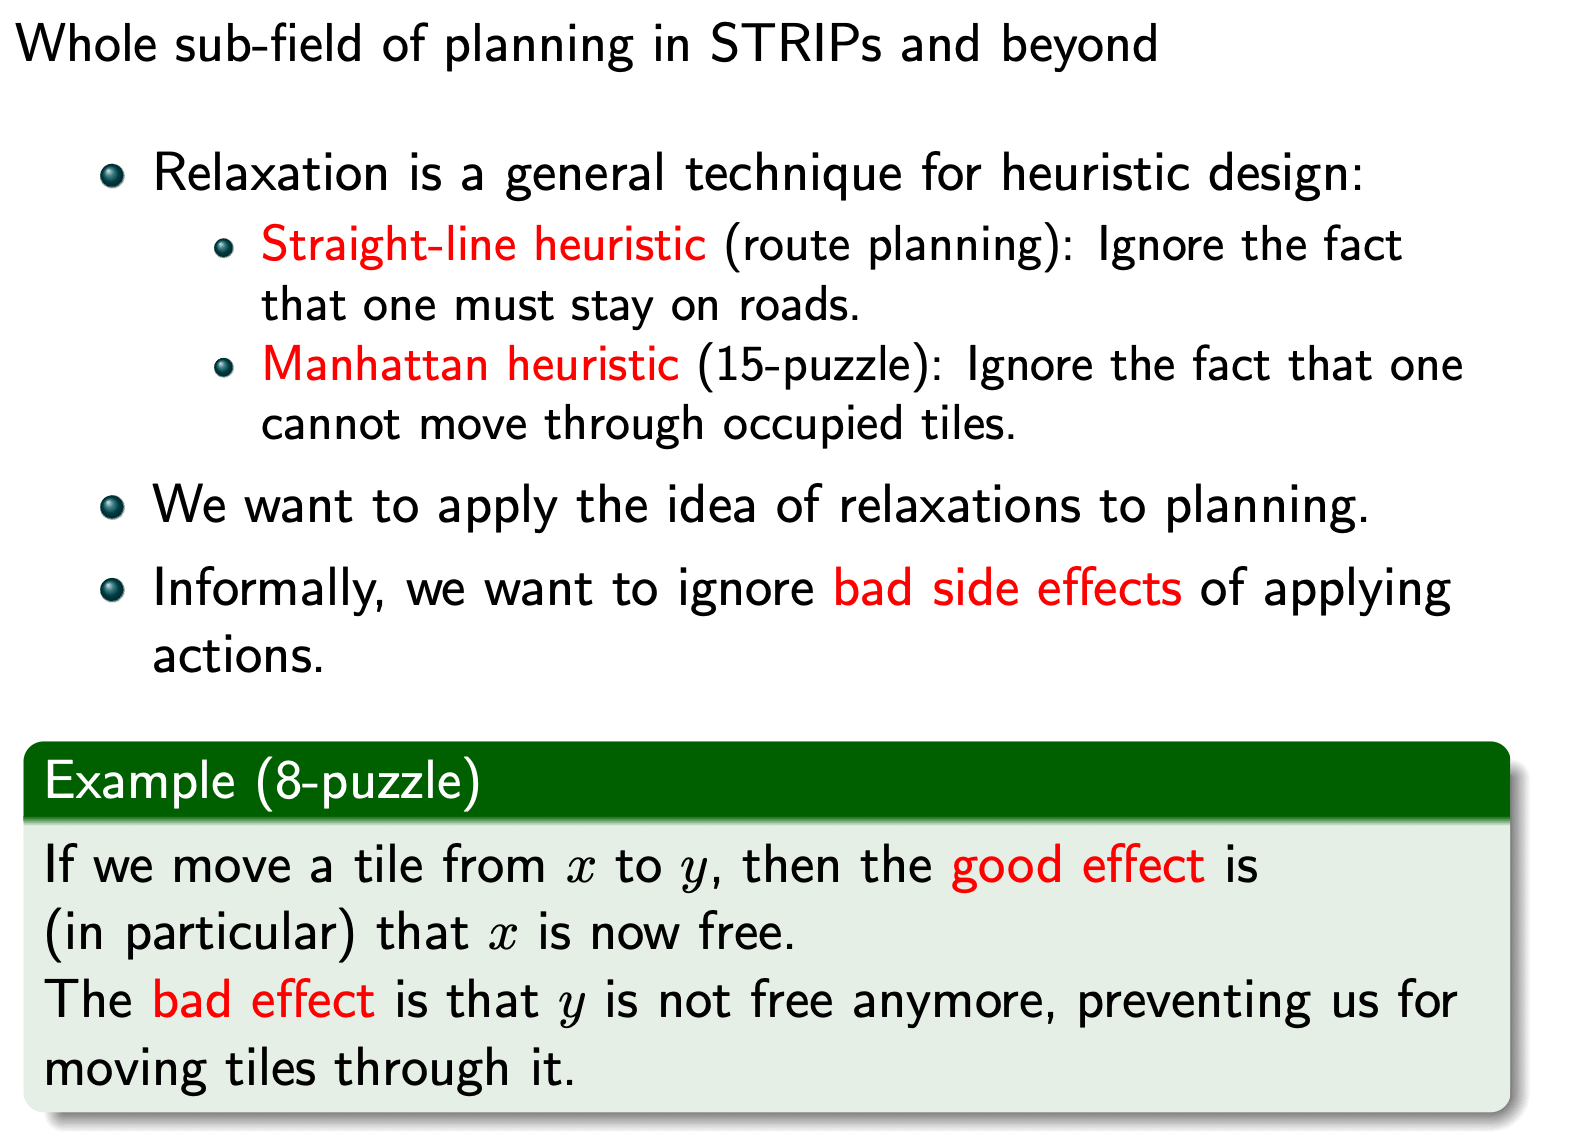 Whole sub-field of planning in STRIPs and beyond
Relaxation is a general technique for heuristic design:
Straight-line heuristic (route planning): Ignore the fact
that one must stay on roads.
Manhattan heuristic (15-puzzle): Ignore the fact that one
cannot move through occupied tiles.
We want to apply the idea of relaxations to planning.
Informally, we want to ignore bad side effects of applying
actions.
Example (8-puzzle)
If we move a tile from x to y, then the good effect is
(in particular) that x is now free.
The bad effect is that y is not free anymore, preventing us for
moving tiles through it.